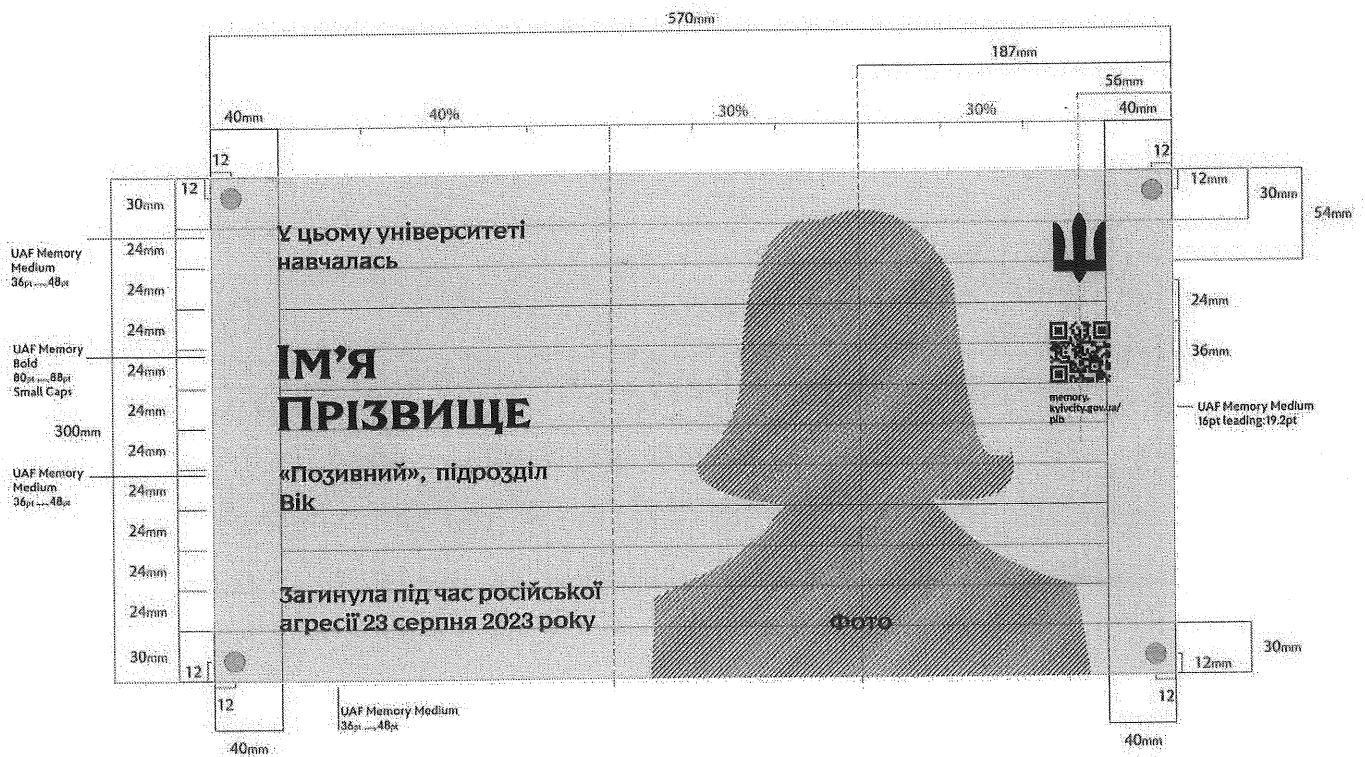 570mm
187mm
56mm
40mm
40%
30%
30%
40mm
12
12
12
12mm
30mm
54mm
30mm
24mm
24mm
24mm
24mm
24mm
24mm
24mm
24mm
24mm
24mm
30mm
300mm
12
12
40mm
UAF Memory
Medium
36pt....48pt
UAF Memory
Bold
80pt....88pt
Small Caps
UAF Memory
Medium
36pt....48pt
У цьому університеті
навчалась
Ім’я
Прізвище
«Позивний», підрозділ
Вік
Загинула під час російської
агресії 23 серпня 2023 року
Фото
memory.
kyivcity.gov.ua/
pib
24mm
36mm
UAF Memory Medium
16pt leading:19.2pt
30mm
12mm
12
40mm
UAF Memory Medium
36pt....48pt